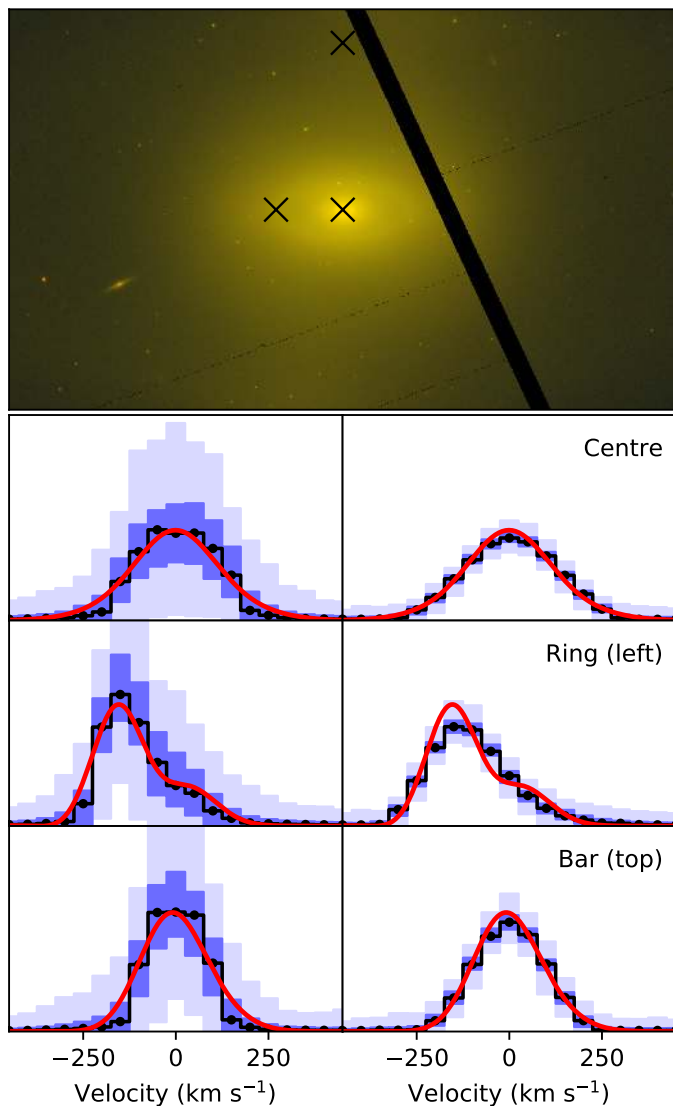 Centre
Ring (left)
Bar (top)
−250 0 250 −250 0 250
Velocity (km s⁻¹) Velocity (km s⁻¹)